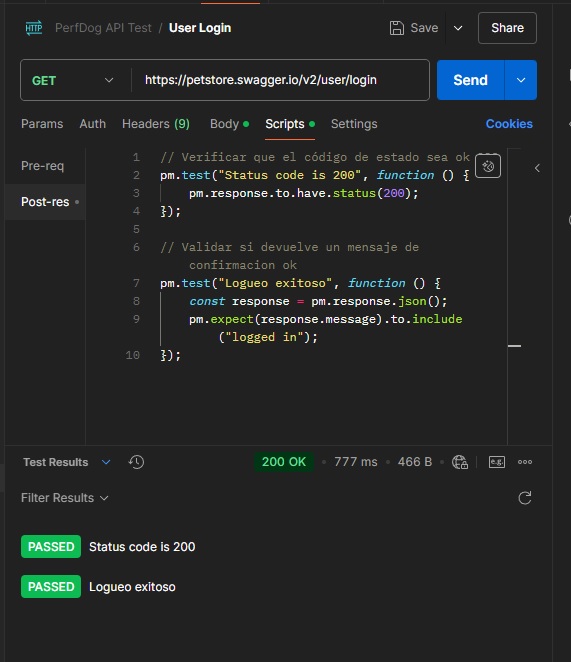 HTTP PerfDog API Test / User Login Save Share
GET https://petstore.swagger.io/v2/user/login Send
Params Auth Headers (9) Body Scripts Settings Cookies
Pre-req
Post-res
1 // Verificar que el código de estado sea ok
2 pm.test("Status code is 200", function () {
3 pm.response.to.have.status(200);
4 });
5
6 // Validar si devuelve un mensaje de
confirmacion ok
7 pm.test("Logueo exitoso", function () {
8 const response = pm.response.json();
9 pm.expect(response.message).to.include
("logged in");
10 });
Test Results 200 OK • 777 ms • 466 B • e.g.
Filter Results
PASSED Status code is 200
PASSED Logueo exitoso